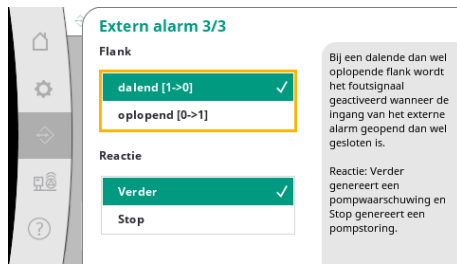 Extern alarm 3/3
Flank
dalend [1->0]
oplopend [0->1]
Reactie
Verder
Stop
Bij een dalende dan wel
oplopende flank wordt
het foutsignaal
geactiveerd wanneer de
ingang van het externe
alarm geopend dan wel
gesloten is.
Reactie: Verder
genereert een
pompwaarschuwing en
Stop genereert een
pompstoring.